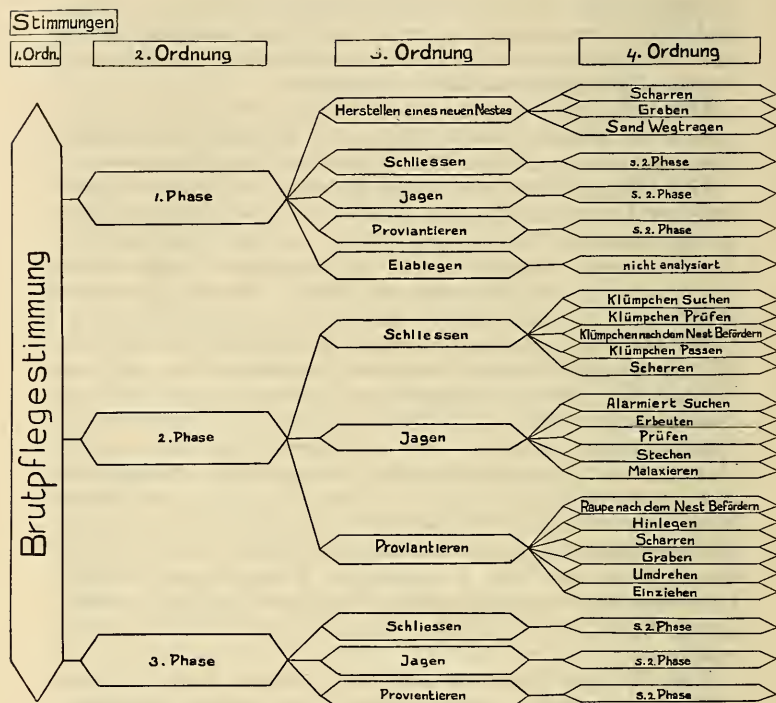 Stimmungen
1.Ordn.
2. Ordnung
3. Ordnung
4. Ordnung
Brutpflegestimmung
1. Phase
Herstellen eines neuen Nestes
Scharren
Graben
Sand Wegtragen
Schliessen
s. 2. Phase
Jagen
s. 2. Phase
Proviantieren
s. 2. Phase
Eiablegen
nicht analysiert
2. Phase
Schliessen
Klümpchen Suchen
Klümpchen Prüfen
Klümpchen nach dem Nest Befördern
Klümpchen Passen
Scharren
Jagen
Alarmiert Suchen
Erbeuten
Prüfen
Stechen
Malaxieren
Proviantieren
Raupe nach dem Nest Befördern
Hinlegen
Scharren
Graben
Umdrehen
Einziehen
3. Phase
Schliessen
s. 2. Phase
Jagen
s. 2. Phase
Proviantieren
s. 2. Phase